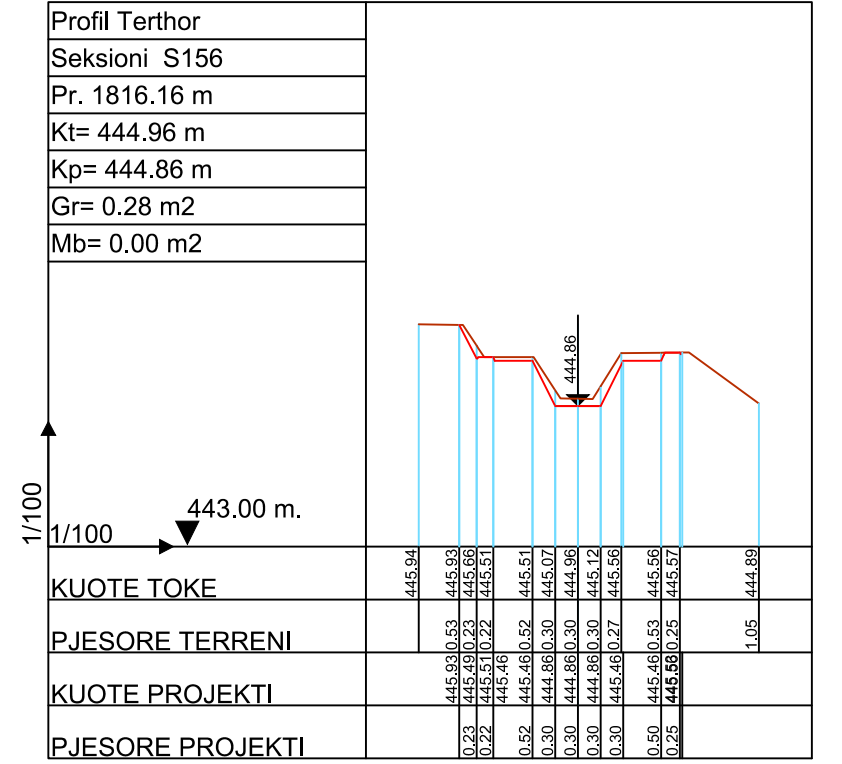 Profil Terthor
Seksioni S156
Pr. 1816.16 m
Kt= 444.96 m
Kp= 444.86 m
Gr= 0.28 m2
Mb= 0.00 m2
444.86
1/100
443.00 m.
1/100
KUOTE TOKE 445.94 445.93 445.66 445.51 445.51 445.07 444.96 445.12 445.56 445.56 445.57 444.89
PJESORE TERRENI 0.53 0.23 0.22 0.52 0.30 0.30 0.30 0.27 0.53 0.25 1.05
KUOTE PROJEKTI 445.93 445.49 445.51 445.46 445.46 444.86 444.86 444.86 445.46 445.46
PJESORE PROJEKTI 0.23 0.22 0.52 0.30 0.30 0.30 0.30 0.50 0.25